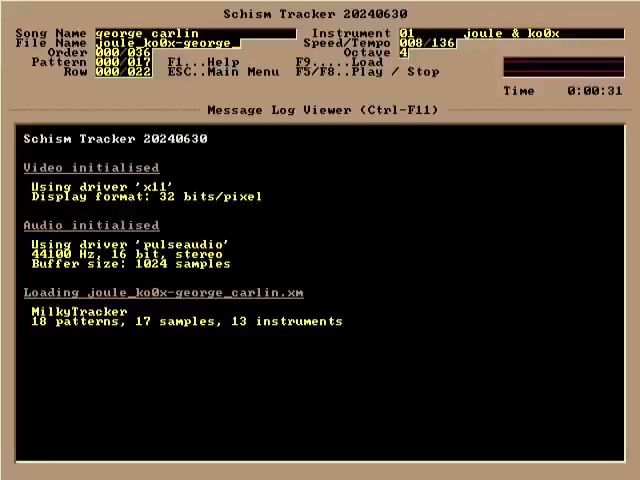 Schism Tracker 20240630
Song Name george carlin Instrument 01 joule & ko0x
File Name joule_ko0x-george_ Speed/Tempo 008/136
Order 000/036 Octave 4
Pattern 000/017 F1...Help F9.....Load
Row 000/022 ESC..Main Menu F5/F8..Play / Stop
Time 0:00:31
Message Log Viewer (Ctrl-F11)
Schism Tracker 20240630
Video initialised
Using driver 'x11'
Display format: 32 bits/pixel
Audio initialised
Using driver 'pulseaudio'
44100 Hz, 16 bit, stereo
Buffer size: 1024 samples
Loading joule_ko0x-george_carlin.xm
MilkyTracker
18 patterns, 17 samples, 13 instruments